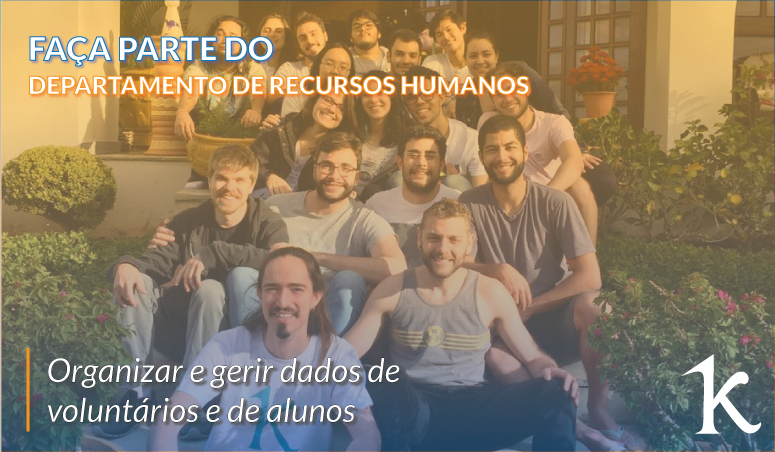 FAÇA PARTE DO
DEPARTAMENTO DE RECURSOS HUMANOS
Organizar e gerir dados de
voluntários e de alunos
k